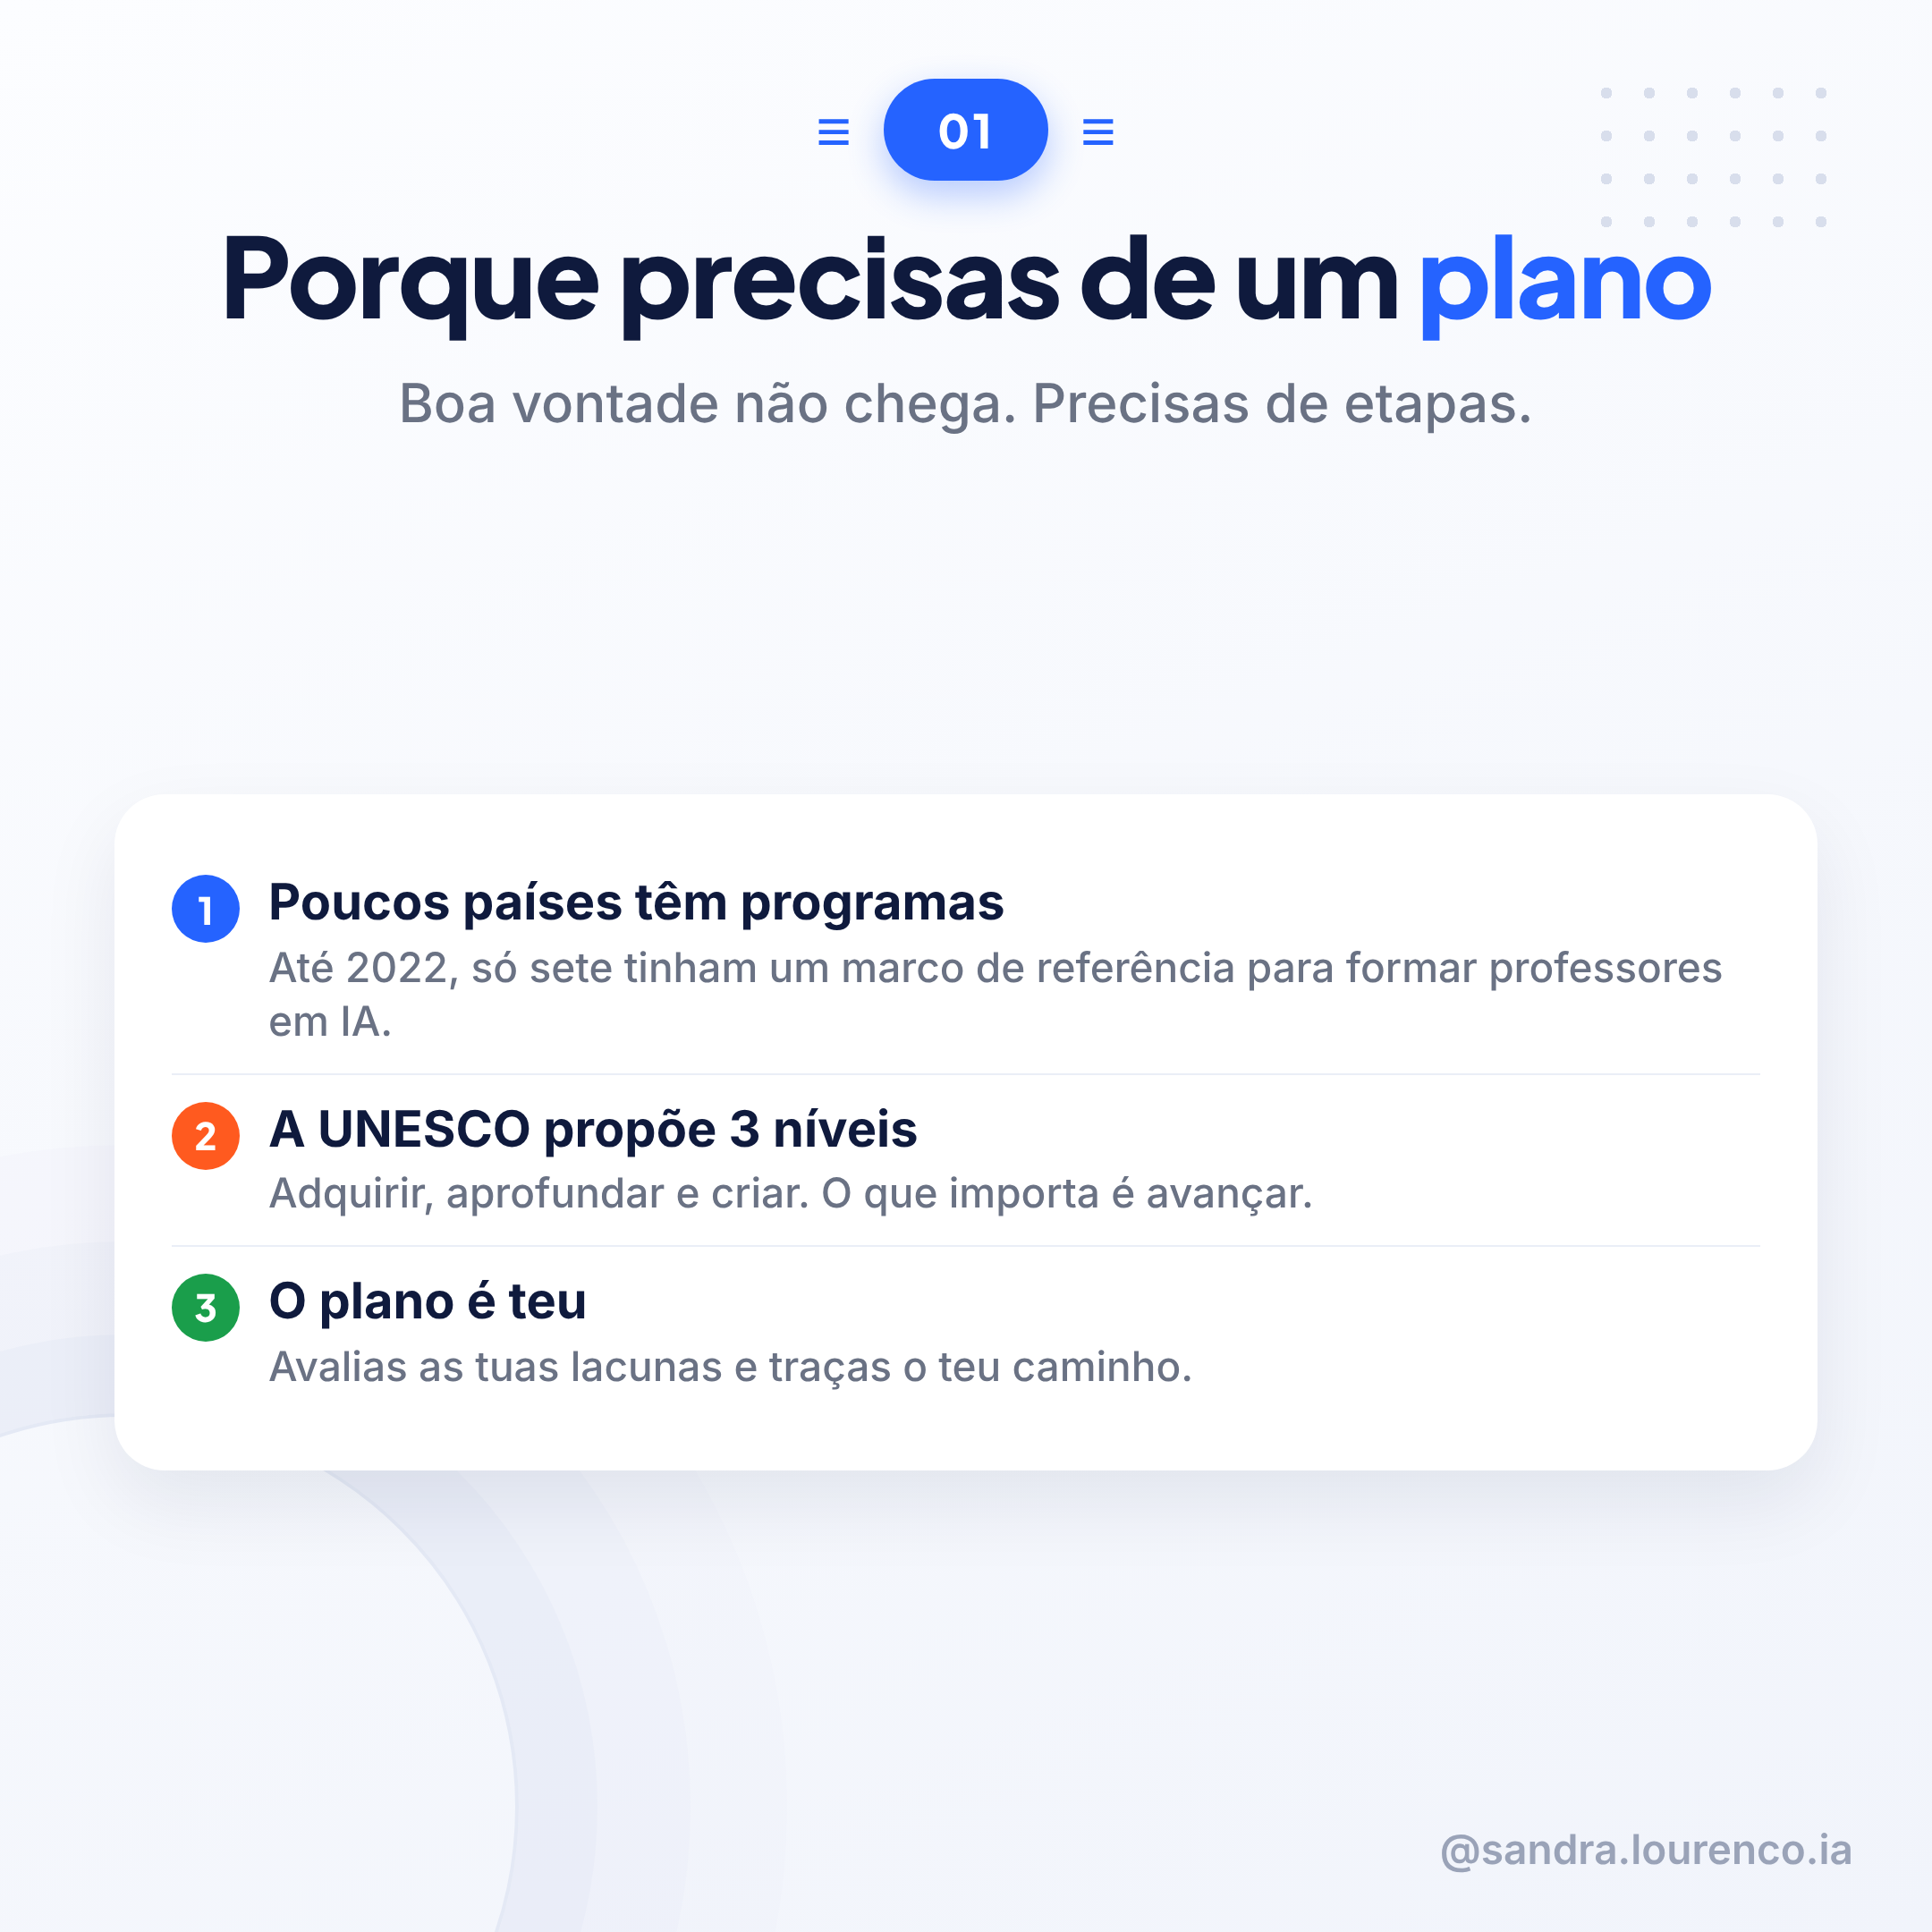 01
Porque precisas de um plano
Boa vontade não chega. Precisas de etapas.
1
Poucos países têm programas
Até 2022, só sete tinham um marco de referência para formar professores
em IA.
2
A UNESCO propõe 3 níveis
Adquirir, aprofundar e criar. O que importa é avançar.
3
O plano é teu
Avalias as tuas lacunas e traças o teu caminho.
@sandra.lourenco.ia